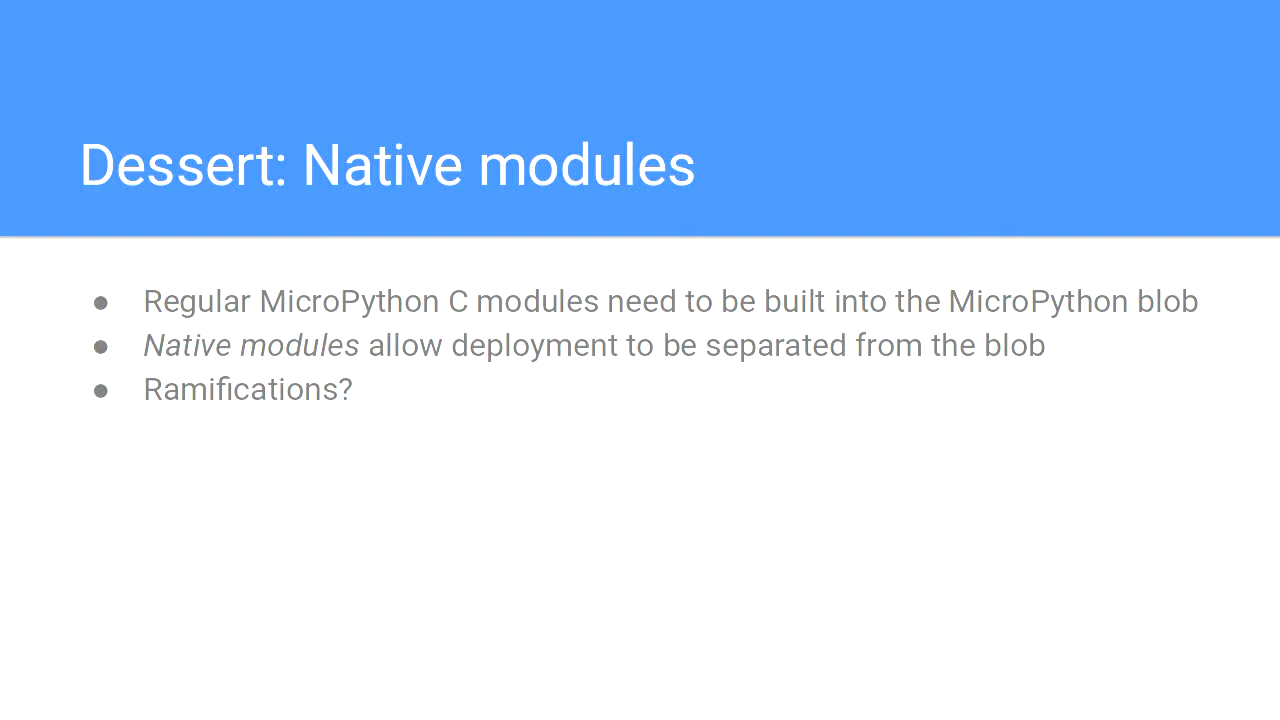 Dessert: Native modules
● Regular MicroPython C modules need to be built into the MicroPython blob
● Native modules allow deployment to be separated from the blob
● Ramifications?